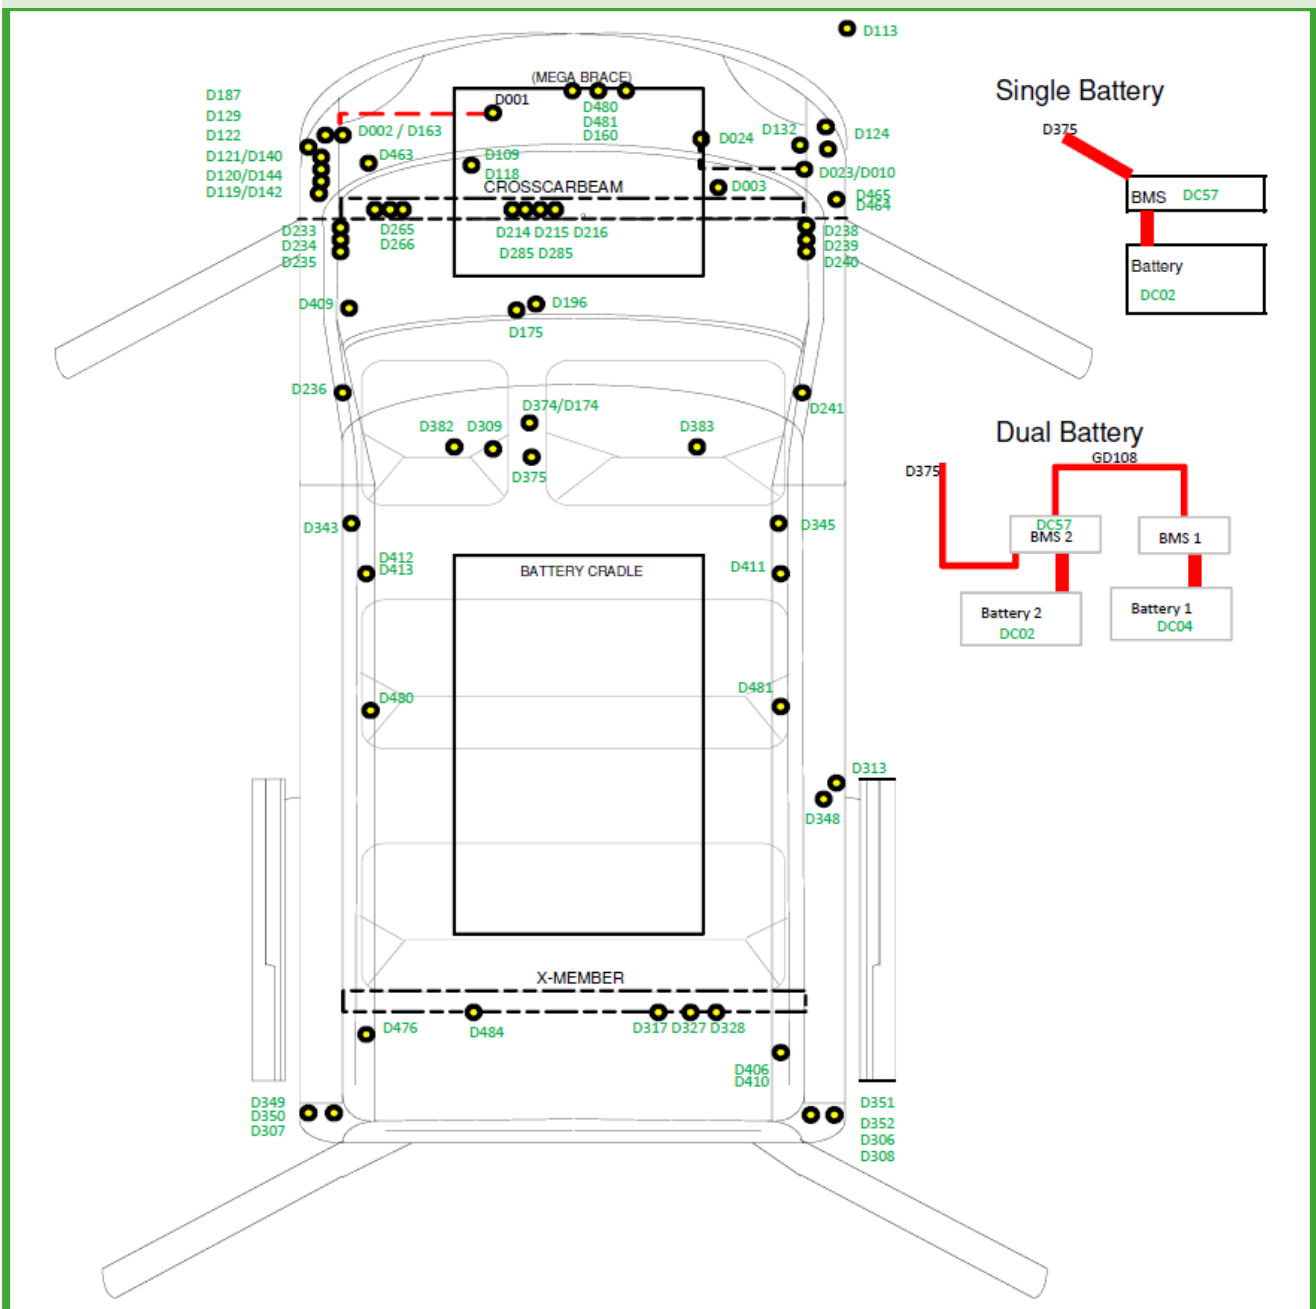 D113
(MEGA BRACE)
Single Battery
D187
D001
D480
D129
D481
D375
D122
D002 / D163
D160
D024
D132
D124
D121/D140
D463
D109
D120/D144
D118
D023/D010
D119/D142
CROSSCARBEAM
D003
D465
D464
BMS DC57
D233
D265
D214 D215 D216
D238
D234
D266
D239
D235
D285 D285
D240
Battery
DC02
D409
D196
D175
D236
D374/D174
D241
D382
D309
D383
Dual Battery
GD108
D375
D375
D343
D345
DC57
BMS 2
BMS 1
D412
D413
BATTERY CRADLE
D411
Battery 2
DC02
Battery 1
DC04
D480
D481
D313
D348
X-MEMBER
D476
D484
D317 D327 D328
D406
D410
D349
D350
D307
D351
D352
D306
D308